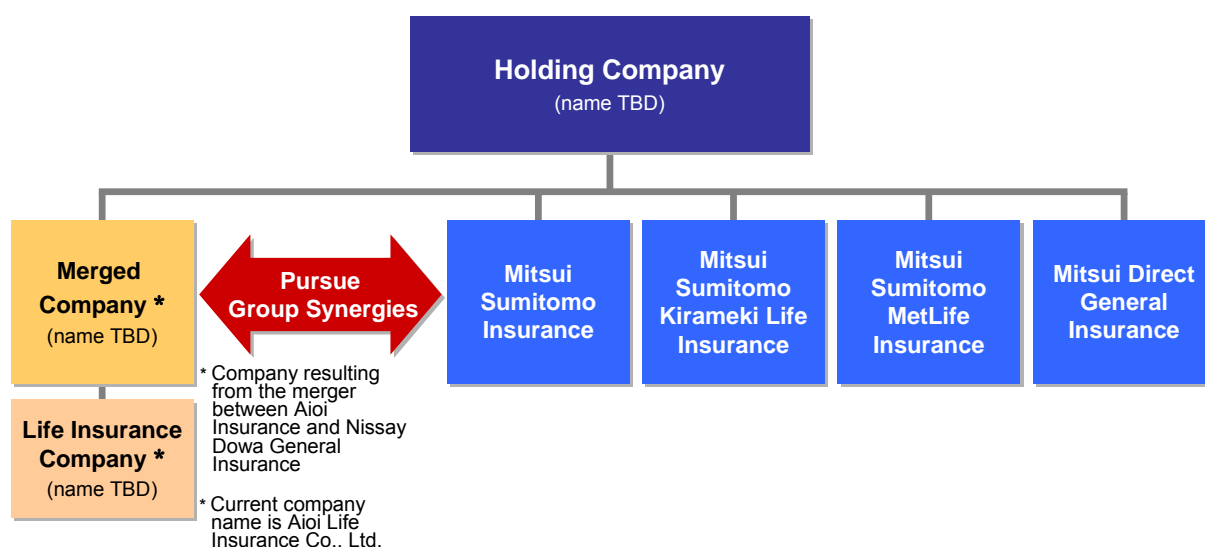 Holding Company
(name TBD)
Merged
Company *
(name TBD)
Pursue
Group Synergies
Mitsui
Sumitomo
Insurance
Mitsui
Sumitomo
Kirameki Life
Insurance
Mitsui
Sumitomo
MetLife
Insurance
Mitsui Direct
General
Insurance
* Company resulting
from the merger
between Aioi
Insurance and Nissay
Dowa General
Insurance
Life Insurance
Company *
(name TBD)
* Current company
name is Aioi Life
Insurance Co., Ltd.